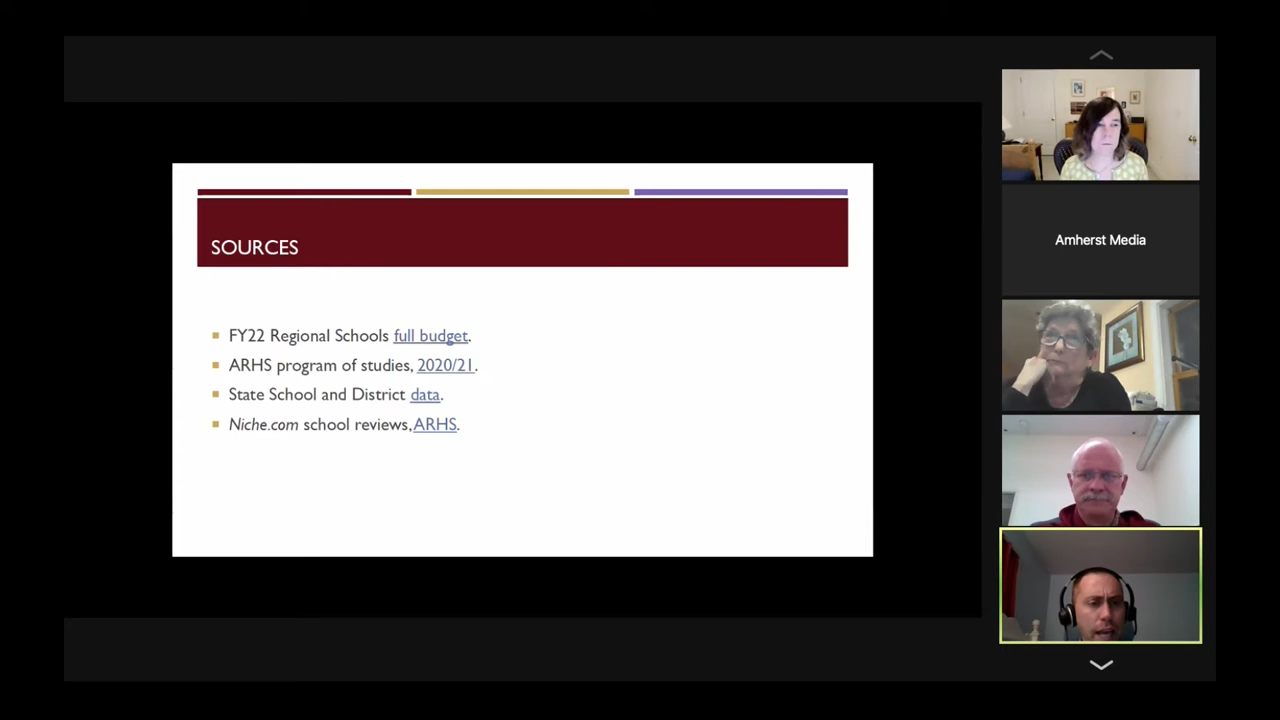 SOURCES
FY22 Regional Schools full budget.
ARHS program of studies, 2020/21.
State School and District data.
Niche.com school reviews, ARHS.
Amherst Media